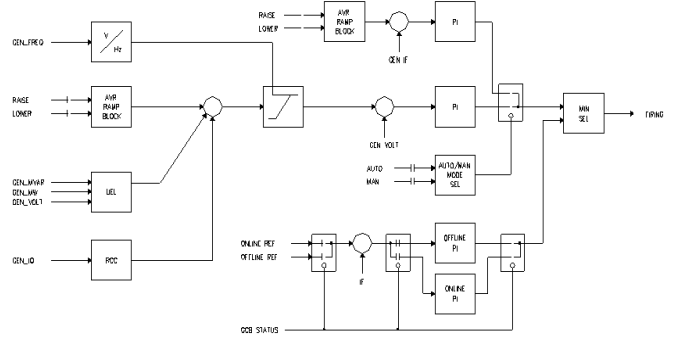 RAISE
LOWER
AVR
RAMP
BLOCK
PI
GEN_FREQ
V
/
Hz
GEN IF
RAISE
LOWER
AVR
RAMP
BLOCK
PI
MIN
SEL
FIRING
GEN VOLT
GEN_MVAR
GEN_MW
GEN_VOLT
UEL
AUTO
MAN
AUTO/MAN
MODE
SEL
GEN_IQ
RCC
ONLINE REF
OFFLINE REF
IF
OFFLINE
PI
ONLINE
PI
GCB STATUS